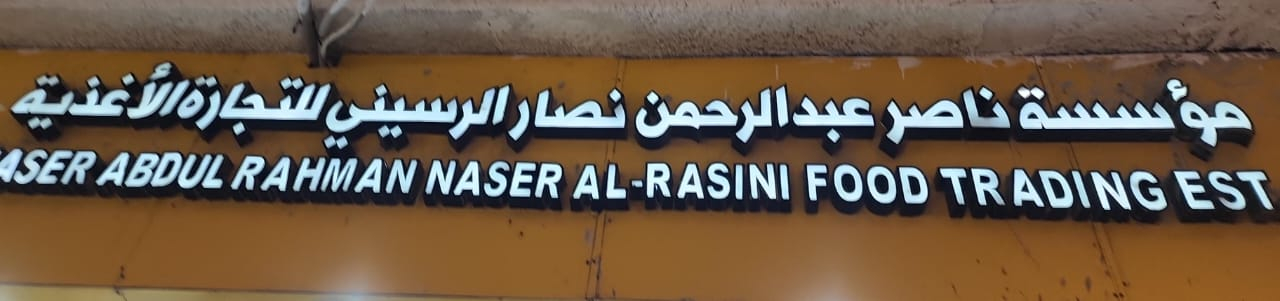 مؤسسة ناصر عبدالرحمن نصار الرسيني للتجارة الأغذية
ASER ABDUL RAHMAN NASER AL-RASINI FOOD TRADING EST